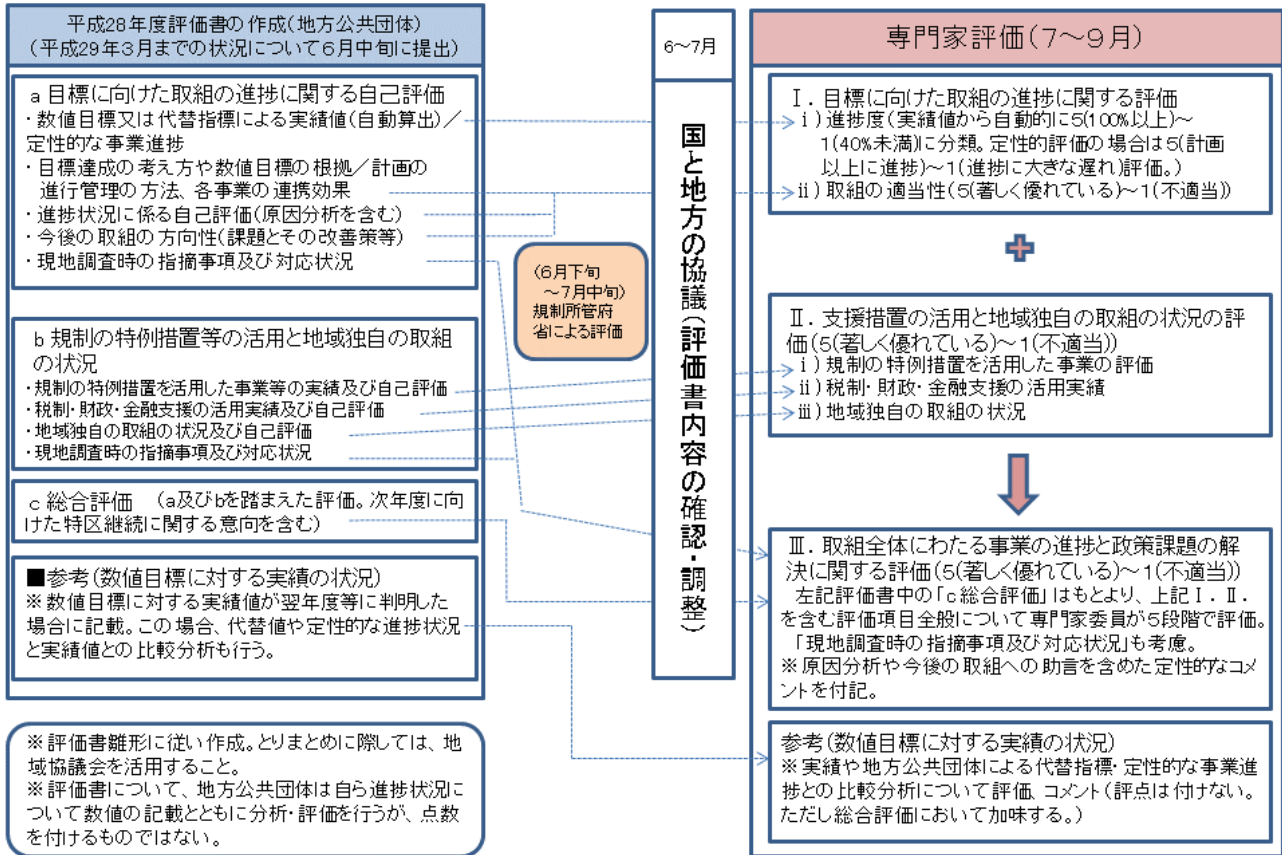 平成28年度評価書の作成(地方公共団体)
(平成29年3月までの状況について6月中旬に提出)
a 目標に向けた取組の進捗に関する自己評価
・数値目標又は代替指標による実績値(自動算出)/
定性的な事業進捗
・目標達成の考え方や数値目標の根拠/計画の
進行管理の方法、各事業の連携効果
・進捗状況に係る自己評価(原因分析を含む)
・今後の取組の方向性(課題とその改善策等)
・現地調査時の指摘事項及び対応状況
b 規制の特例措置等の活用と地域独自の取組
の状況
・規制の特例措置を活用した事業等の実績及び自己評価
・税制・財政・金融支援の活用実績及び自己評価
・地域独自の取組の状況及び自己評価
・現地調査時の指摘事項及び対応状況
c 総合評価 (a及びbを踏まえた評価。次年度に向
けた特区継続に関する意向を含む)
■参考(数値目標に対する実績の状況)
※数値目標に対する実績値が翌年度等に判明した
場合に記載。この場合、代替値や定性的な進捗状況
と実績値との比較分析も行う。
※評価書雛形に従い作成。とりまとめに際しては、地
域協議会を活用すること。
※評価書について、地方公共団体は自ら進捗状況に
ついて数値の記載とともに分析・評価を行うが、点数
を付けるものではない。
(6月下旬
~7月中旬)
規制所管府
省による評価
6~7月
国と地方の協議(評価書内容の確認・調整)
専門家評価(7~9月)
Ⅰ.目標に向けた取組の進捗に関する評価
ⅰ)進捗度(実績値から自動的に5(100%以上)~
1(40%未満)に分類。定性的評価の場合は5(計画
以上に進捗)~1(進捗に大きな遅れ)評価。)
ⅱ)取組の適当性(5(著しく優れている)~1(不適当))
Ⅱ.支援措置の活用と地域独自の取組の状況の評
価(5(著しく優れている)~1(不適当))
ⅰ)規制の特例措置を活用した事業の評価
ⅱ)税制・財政・金融支援の活用実績
ⅲ)地域独自の取組の状況
Ⅲ.取組全体にわたる事業の進捗と政策課題の解
決に関する評価(5(著しく優れている)~1(不適当))
左記評価書中の「c総合評価」はもとより、上記Ⅰ.Ⅱ.
を含む評価項目全般について専門家委員が5段階で評価。
「現地調査時の指摘事項及び対応状況」も考慮。
※原因分析や今後の取組への助言を含めた定性的なコメ
ントを付記。
参考(数値目標に対する実績の状況)
※実績や地方公共団体による代替指標・定性的な事業進
捗との比較分析について評価、コメント(評点は付けない。
ただし総合評価において加味する。)